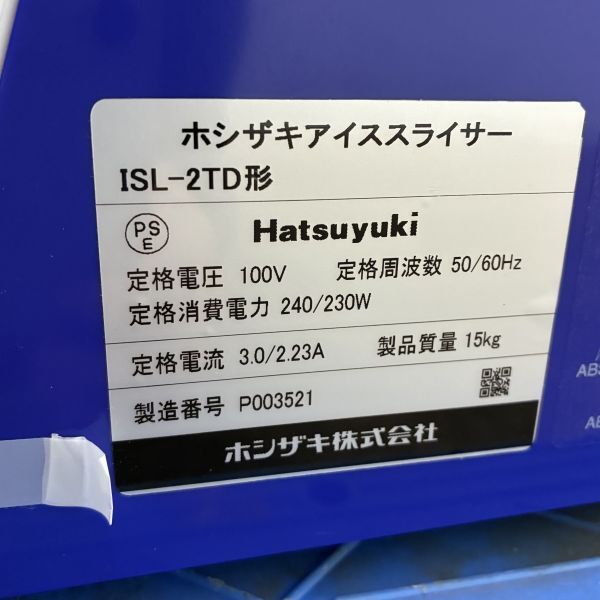 ホシザキアイススライサー
ISL-2TD形
PS
E
Hatsuyuki
定格電圧 100V 定格周波数 50/60Hz
定格消費電力 240/230W
定格電流 3.0/2.23A 製品質量 15kg
製造番号 P003521
ホシザキ株式会社